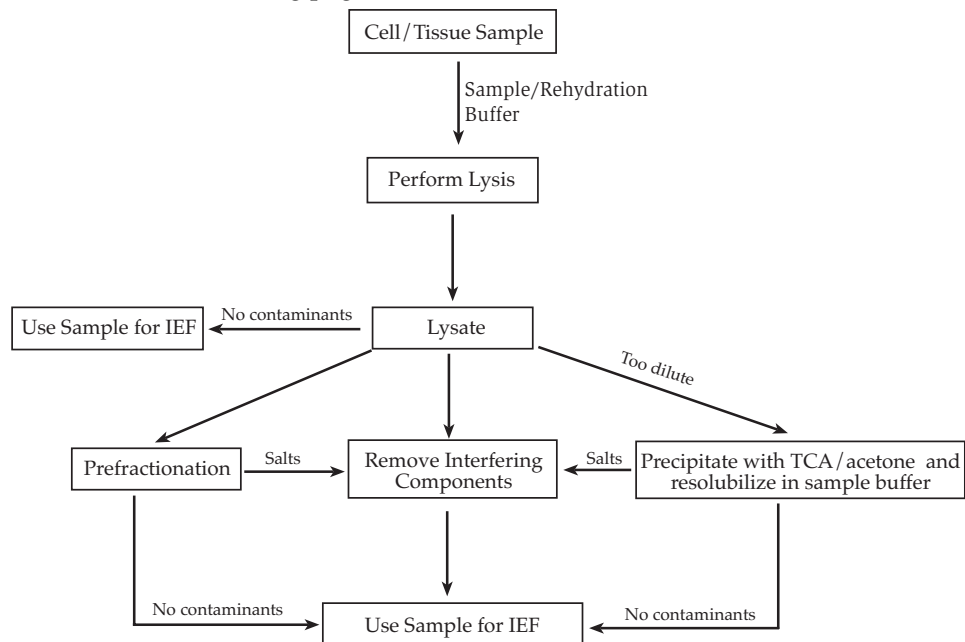 Cell/Tissue Sample
Sample/Rehydration
Buffer
Perform Lysis
No contaminants
Use Sample for IEF
Lysate
Too dilute
Prefractionation
Salts
Remove Interfering
Components
Salts
Precipitate with TCA/acetone and
resolubilize in sample buffer
No contaminants
Use Sample for IEF
No contaminants